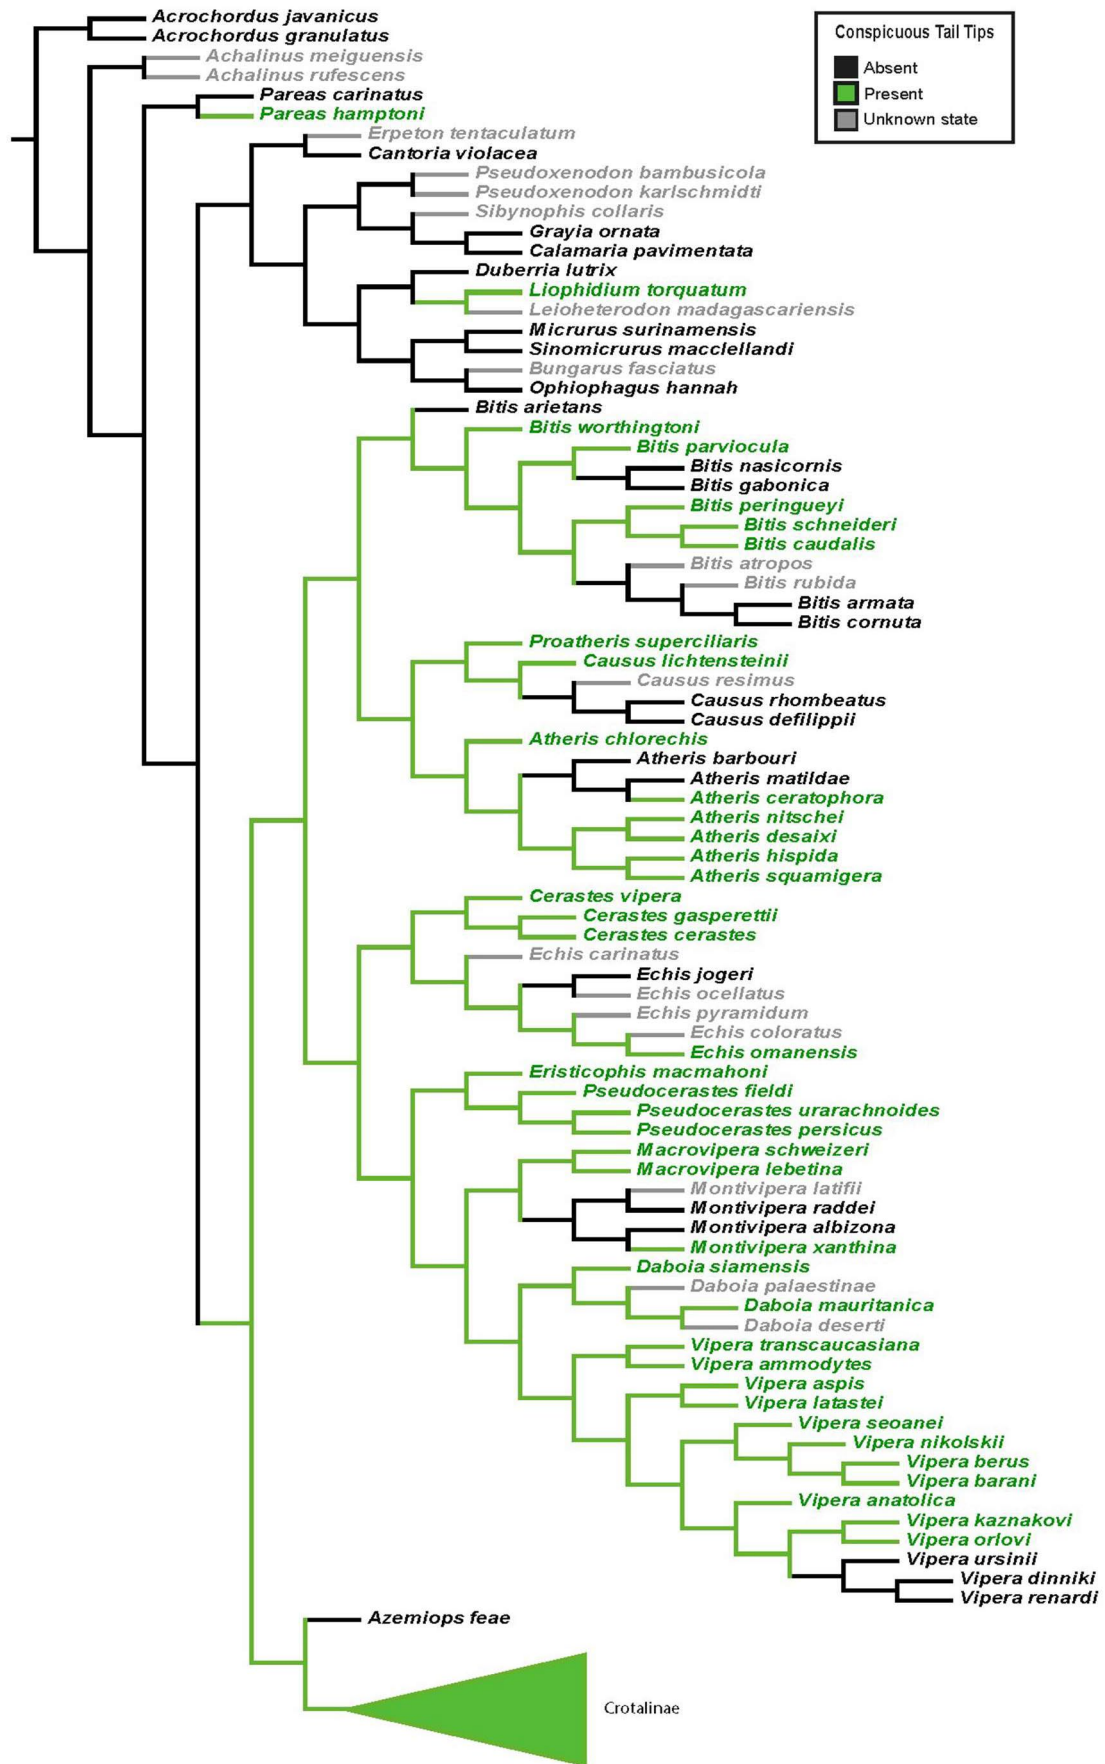 Acrochordus javanicus
Acrochordus granulatus
Achalinus meiguensis
Achalinus rufescens
Pareas carinatus
Pareas hamptoni
Erpeton tentaculatum
Cantoria violacea
Pseudoxenodon bambusicola
Pseudoxenodon karlschmidti
Sibynophis collaris
Grayia ornata
Calamaria pavimentata
Duberria lutrix
Liophidium torquatum
Leioheterodon madagascariensis
Micrurus surinamensis
Sinomicrurus macclellandi
Bungarus fasciatus
Ophiophagus hannah
Bitis arietans
Bitis worthingtoni
Bitis parviocula
Bitis nasicornis
Bitis gabonica
Bitis peringueyi
Bitis schneideri
Bitis caudalis
Bitis atropos
Bitis rubida
Bitis armata
Bitis cornuta
Proatheris superciliaris
Causus lichtensteinii
Causus resimus
Causus rhombeatus
Causus defilippii
Atheris chlorechis
Atheris barbouri
Atheris matildae
Atheris ceratophora
Atheris nitschei
Atheris desaixi
Atheris hispida
Atheris squamigera
Cerastes vipera
Cerastes gasperettii
Cerastes cerastes
Echis carinatus
Echis jogeri
Echis ocellatus
Echis pyramidum
Echis coloratus
Echis omanensis
Eristicophis macmahoni
Pseudocerastes fieldi
Pseudocerastes urarachnoides
Pseudocerastes persicus
Macrovipera schweizeri
Macrovipera lebetina
Montivipera latifii
Montivipera raddei
Montivipera albizona
Montivipera xanthina
Daboia siamensis
Daboia palaestinae
Daboia mauritanica
Daboia deserti
Vipera transcaucasiana
Vipera ammodytes
Vipera aspis
Vipera latastei
Vipera seoanei
Vipera nikolskii
Vipera berus
Vipera barani
Vipera anatolica
Vipera kaznakovi
Vipera orlovi
Vipera ursinii
Vipera dinniki
Vipera renardi
Azemiops feae
Crotalinae
Conspicuous Tail Tips
Absent
Present
Unknown state